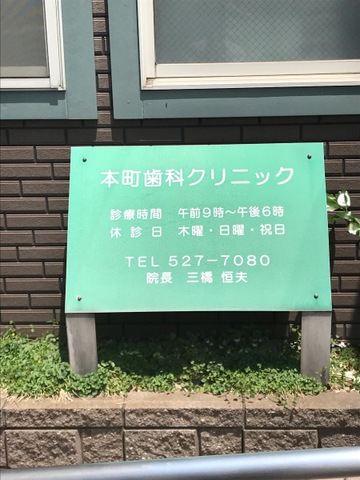 本町歯科クリニック
診療時間 午前9時〜午後6時
休診日 木曜・日曜・祝日
TEL 527-7080
院長 三橋 恒夫